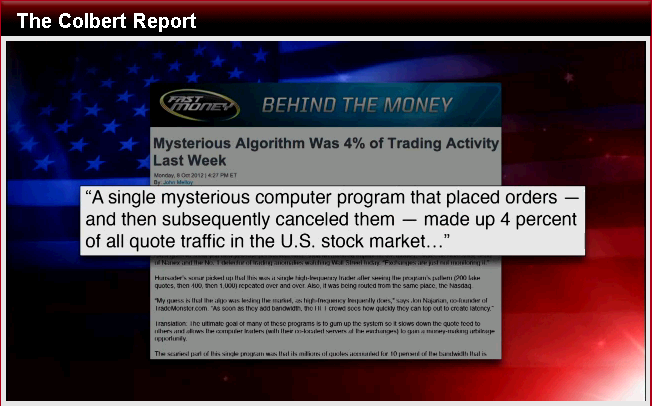 The Colbert Report
FAST MONEY
BEHIND THE MONEY
Mysterious Algorithm Was 4% of Trading Activity
Last Week
Monday, 8 Oct 2012 | 4:27 PM ET
By: John Melloy
“A single mysterious computer program that placed orders —
and then subsequently canceled them — made up 4 percent
of all quote traffic in the U.S. stock market…”
of Nanex and the No. 1 detector of trading anomalies watching Wall Street today. "Exchanges are just not monitoring it."
Hunsader's sonar picked up that this was a single high-frequency trader after seeing the program's pattern (200 fake
quotes, then 400, then 1,000) repeated over and over. Also, it was being routed from the same place, the Nasdaq.
"My guess is that the algo was testing the market, as high-frequency frequently does," says Jon Najarian, co-founder of
TradeMonster.com. "As soon as they add bandwidth, the HFT crowd sees how quickly they can top out to create latency."
Translation: The ultimate goal of many of these programs is to gum up the system so it slows down the quote feed to
others and allows the computer traders (with their co-located servers at the exchanges) to gain a money-making arbitrage
opportunity.
The scariest part of this single program was that its millions of quotes accounted for 10 percent of the bandwidth that is